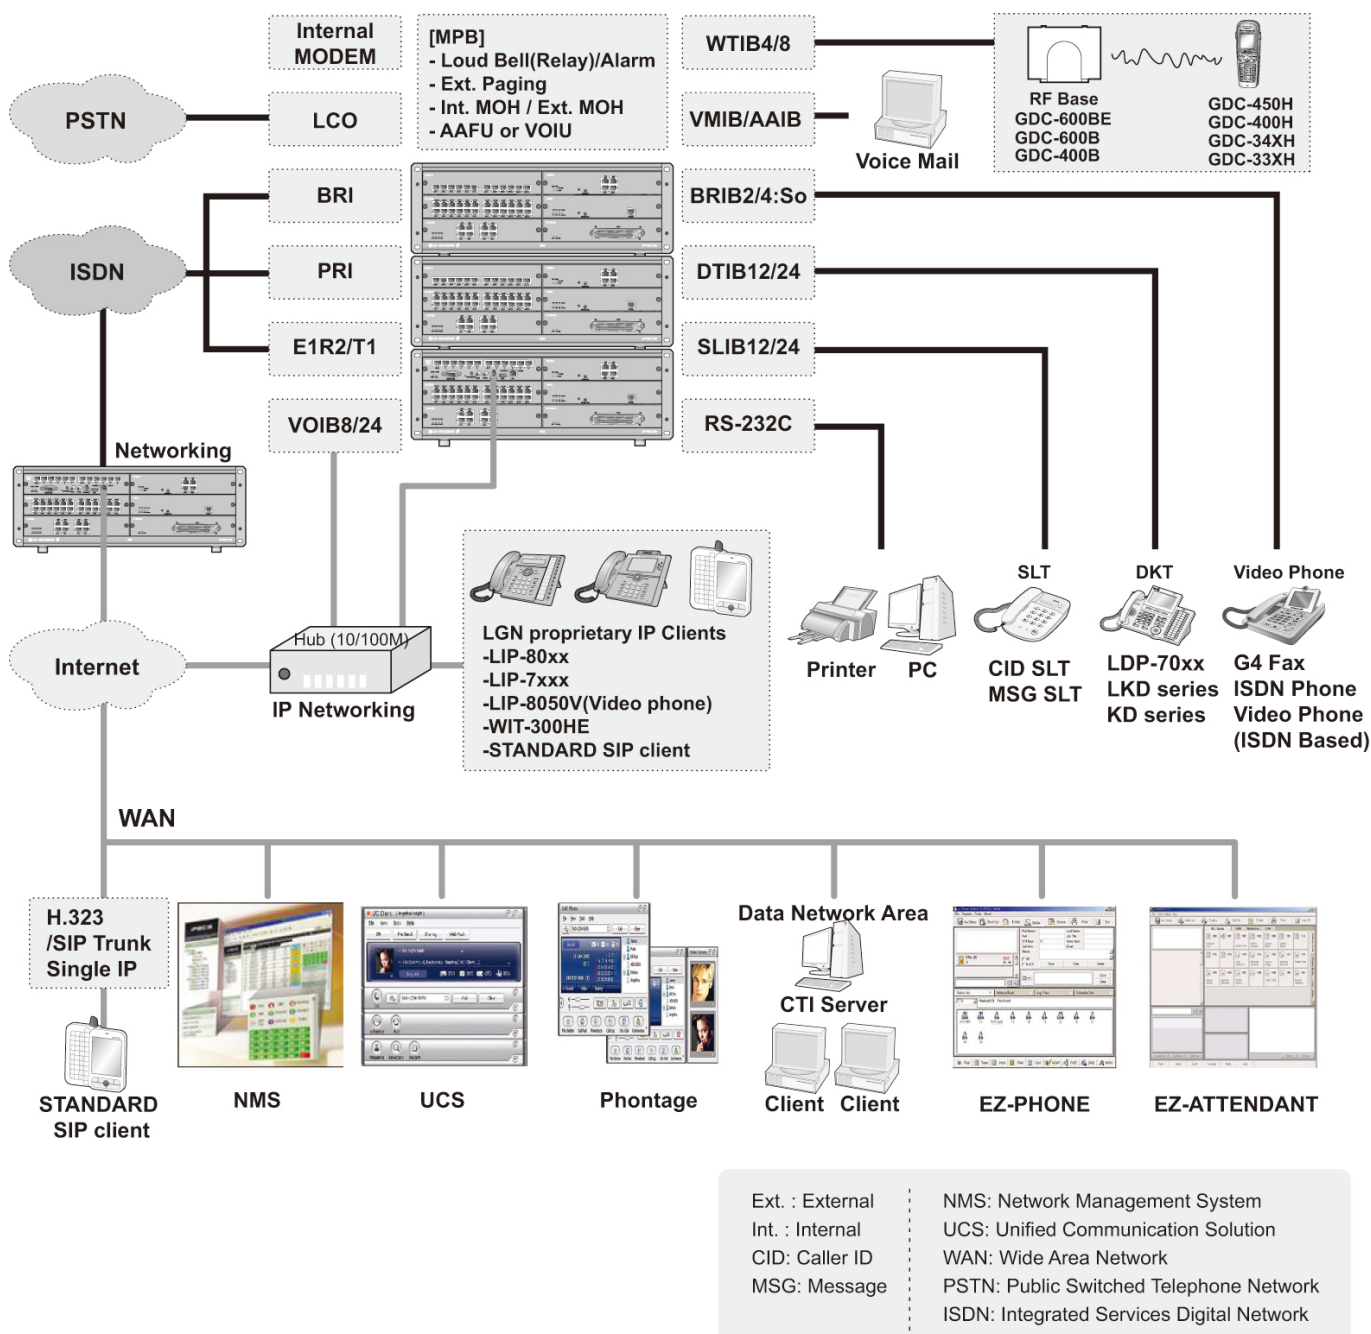 Internal
MODEM
[MPB]
- Loud Bell(Relay)/Alarm
- Ext. Paging
- Int. MOH / Ext. MOH
- AAFU or VOIU
WTIB4/8
RF Base
GDC-600BE
GDC-600B
GDC-400B
GDC-450H
GDC-400H
GDC-34XH
GDC-33XH
PSTN
LCO
VMIB/AAIB
Voice Mail
BRI
BRIB2/4:So
ISDN
PRI
DTIB12/24
E1R2/T1
SLIB12/24
VOIB8/24
RS-232C
Networking
Hub (10/100M)
IP Networking
Internet
LGN proprietary IP Clients
-LIP-80xx
-LIP-7xxx
-LIP-8050V(Video phone)
-WIT-300HE
-STANDARD SIP client
Printer
PC
SLT
CID SLT
MSG SLT
DKT
LDP-70xx
LKD series
KD series
Video Phone
G4 Fax
ISDN Phone
Video Phone
(ISDN Based)
WAN
H.323
/SIP Trunk
Single IP
STANDARD
SIP client
NMS
UCS
Phontage
Data Network Area
CTI Server
Client Client
EZ-PHONE
EZ-ATTENDANT
Ext. : External
Int. : Internal
CID: Caller ID
MSG: Message
NMS: Network Management System
UCS: Unified Communication Solution
WAN: Wide Area Network
PSTN: Public Switched Telephone Network
ISDN: Integrated Services Digital Network